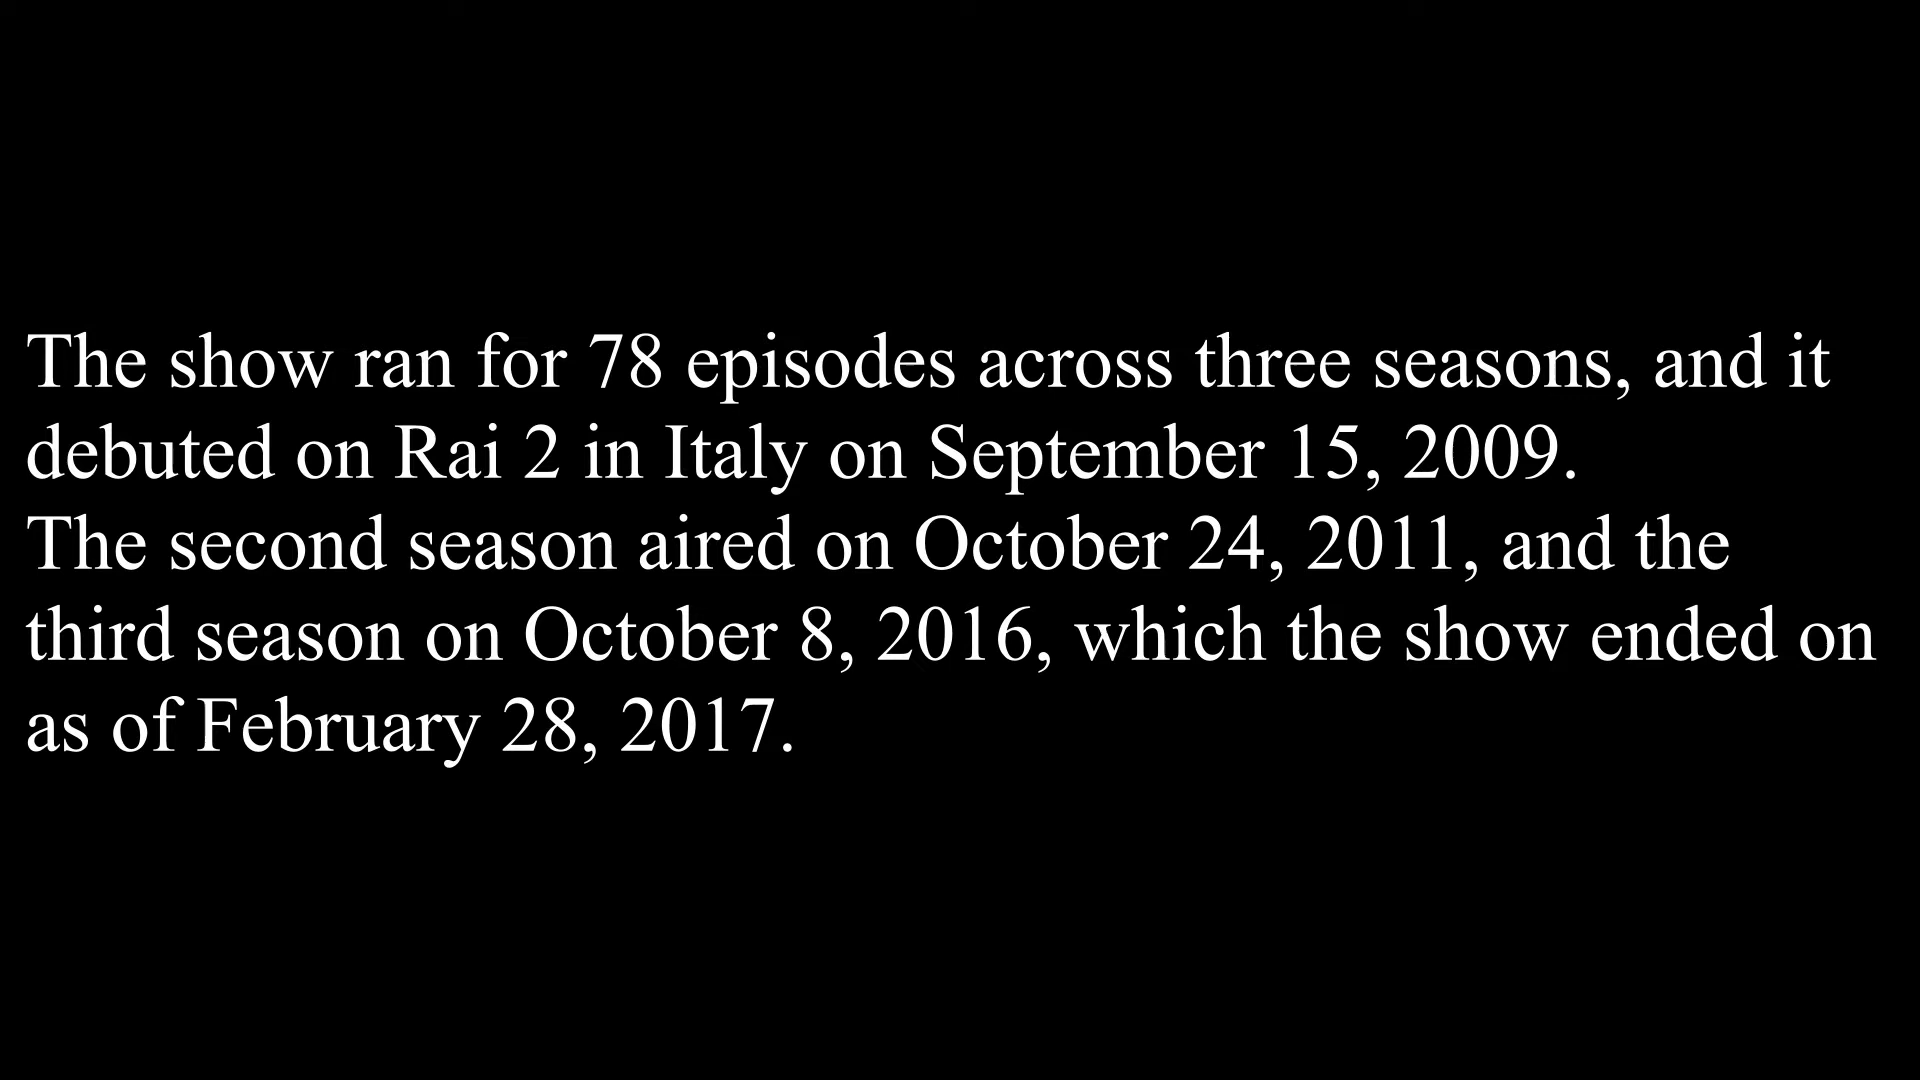 The show ran for 78 episodes across three seasons, and it
debuted on Rai 2 in Italy on September 15, 2009.
The second season aired on October 24, 2011, and the
third season on October 8, 2016, which the show ended on
as of February 28, 2017.